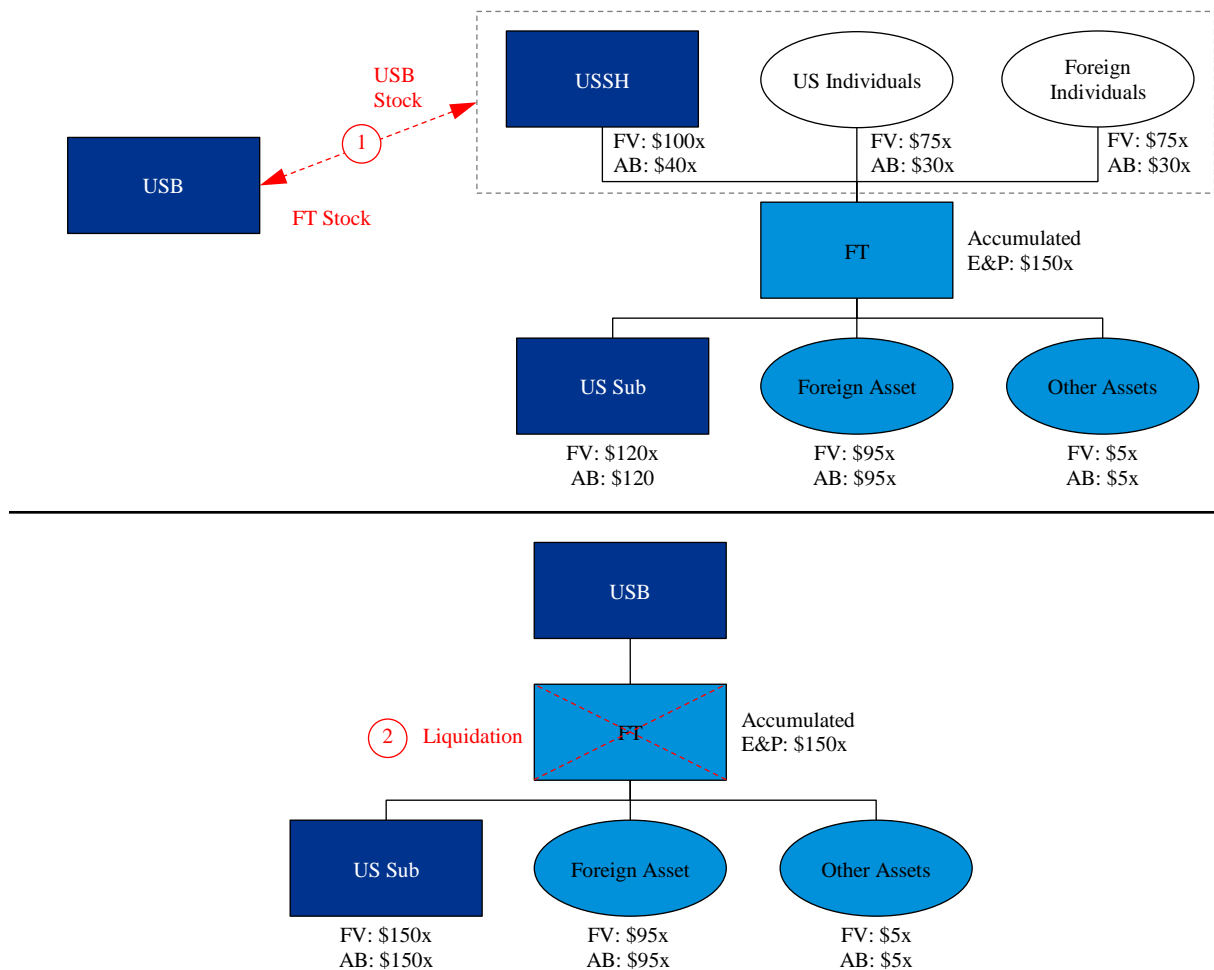 USB
Stock
1
USB
FT Stock
USSH
US Individuals
Foreign
Individuals
FV: $100x
AB: $40x
FV: $75x
AB: $30x
FV: $75x
AB: $30x
FT
Accumulated
E&P: $150x
US Sub
Foreign Asset
Other Assets
FV: $120x
AB: $120
FV: $95x
AB: $95x
FV: $5x
AB: $5x
USB
2
Liquidation
FT
Accumulated
E&P: $150x
US Sub
Foreign Asset
Other Assets
FV: $150x
AB: $150x
FV: $95x
AB: $95x
FV: $5x
AB: $5x